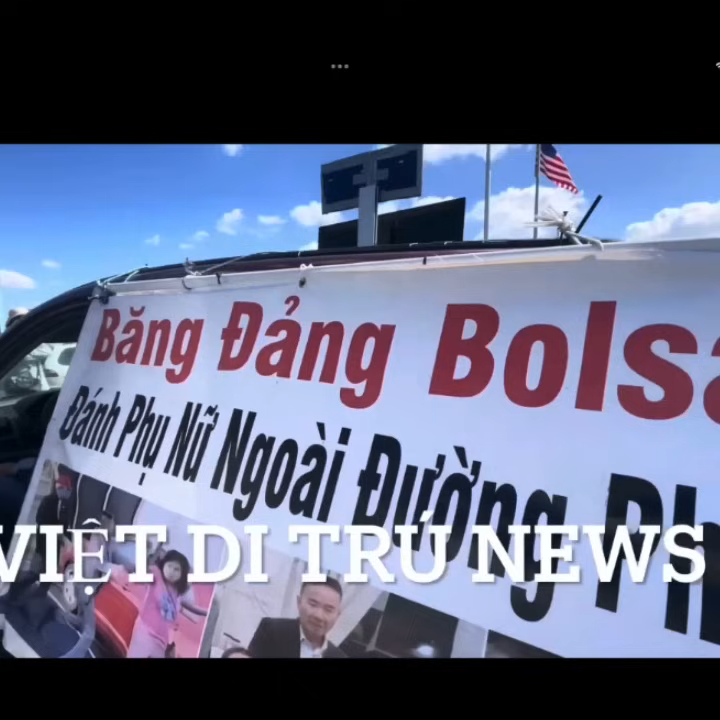 Băng Đảng Bolsa
Đánh Phụ Nữ Ngoài Đường Ph
VIỆT DI TRÚ NEWS